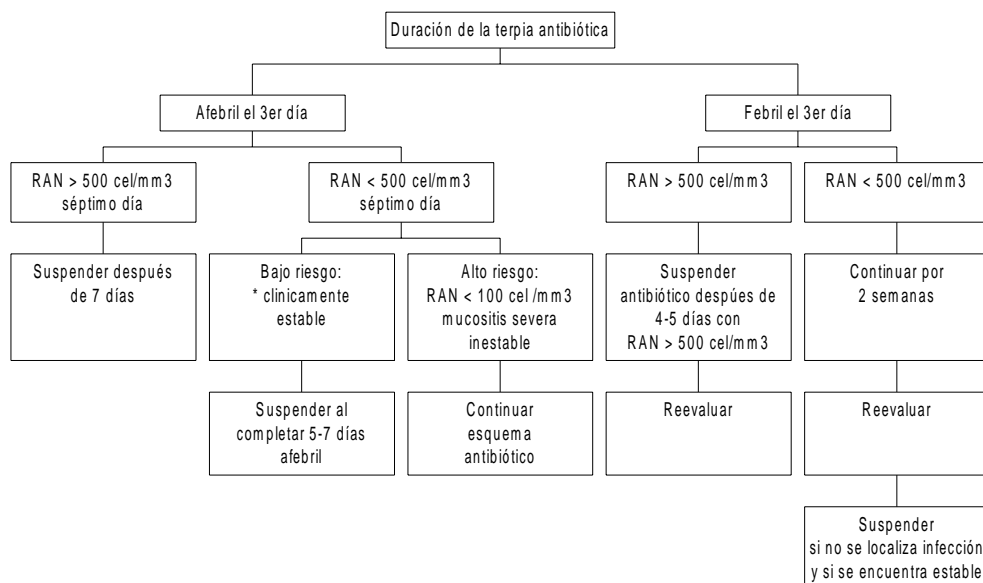 Duración de la terpia antibiótica
Afebril el 3er día
Febril el 3er día
RAN > 500 cel/mm3
séptimo día
RAN < 500 cel/mm3
séptimo día
RAN > 500 cel/mm3
RAN < 500 cel/mm3
Suspender después
de 7 días
Bajo riesgo:
* clinicamente
estable
Alto riesgo:
RAN < 100 cel /mm3
mucositis severa
inestable
Suspender
antibiótico despúes de
4-5 días con
RAN > 500 cel/mm3
Continuar por
2 semanas
Suspender al
completar 5-7 días
afebril
Continuar
esquema
antibiótico
Reevaluar
Reevaluar
Suspender
si no se localiza infección
y si se encuentra estable